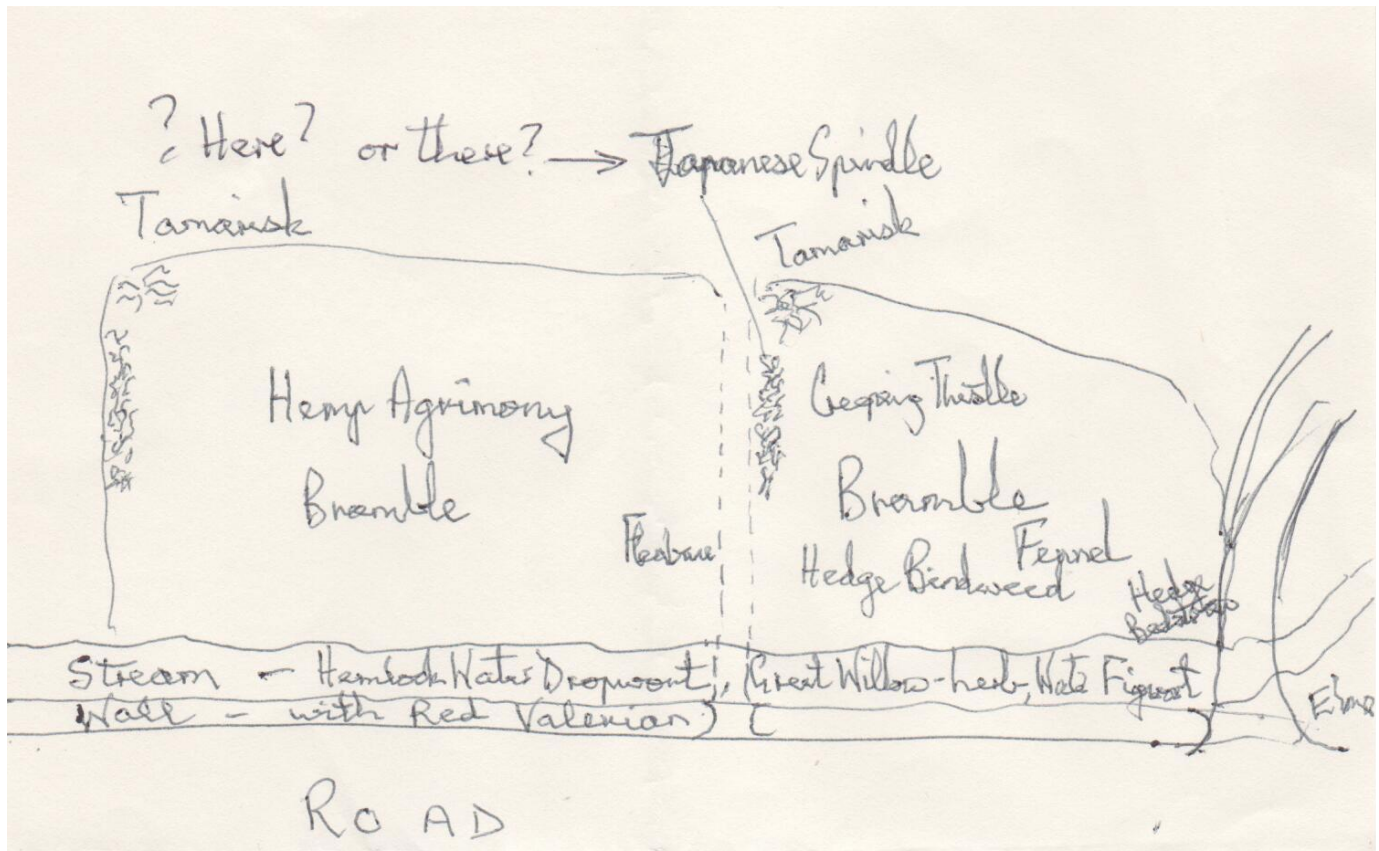 ? Here? or there? → Japanese Spindle
Tamarisk
Tamarisk
Hemp Agrimony
Bramble
Fleabane
Creeping Thistle
Bramble
Fennel
Hedge Bindweed
Hedge
Stream - Hemlock Water Dropwort, Great Willow-herb, Water Figwort
Wall - with Red Valerian
Elms
ROAD